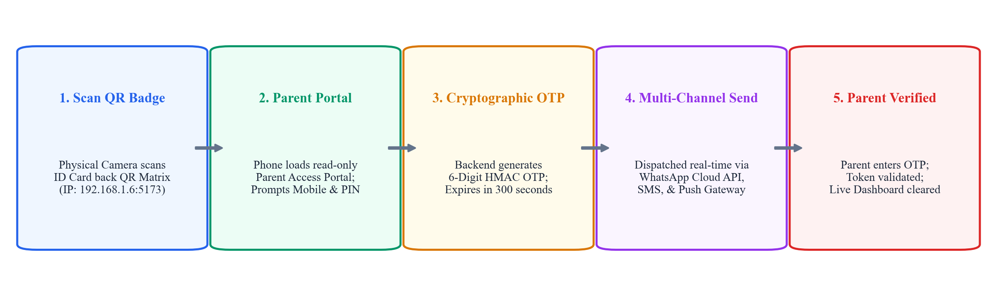 1. Scan QR Badge
Physical Camera scans
ID Card back QR Matrix
(IP: 192.168.1.6:5173)
2. Parent Portal
Phone loads read-only
Parent Access Portal;
Prompts Mobile & PIN
3. Cryptographic OTP
Backend generates
6-Digit HMAC OTP;
Expires in 300 seconds
4. Multi-Channel Send
Dispatched real-time via
WhatsApp Cloud API,
SMS, & Push Gateway
5. Parent Verified
Parent enters OTP;
Token validated;
Live Dashboard cleared